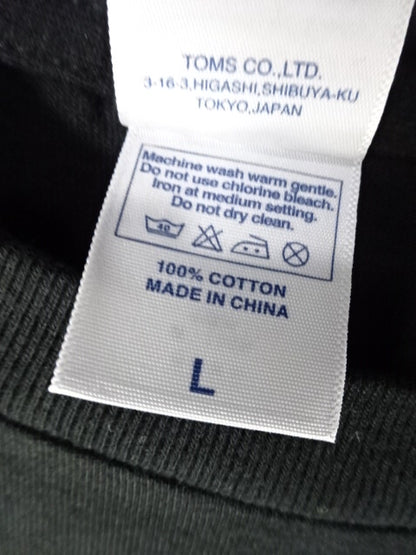 TOMS CO.,LTD.
3-16-3,HIGASHI,SHIBUYA-KU
TOKYO,JAPAN
Machine wash warm gentle.
Do not use chlorine bleach.
Iron at medium setting.
Do not dry clean.
40
100% COTTON
MADE IN CHINA
L